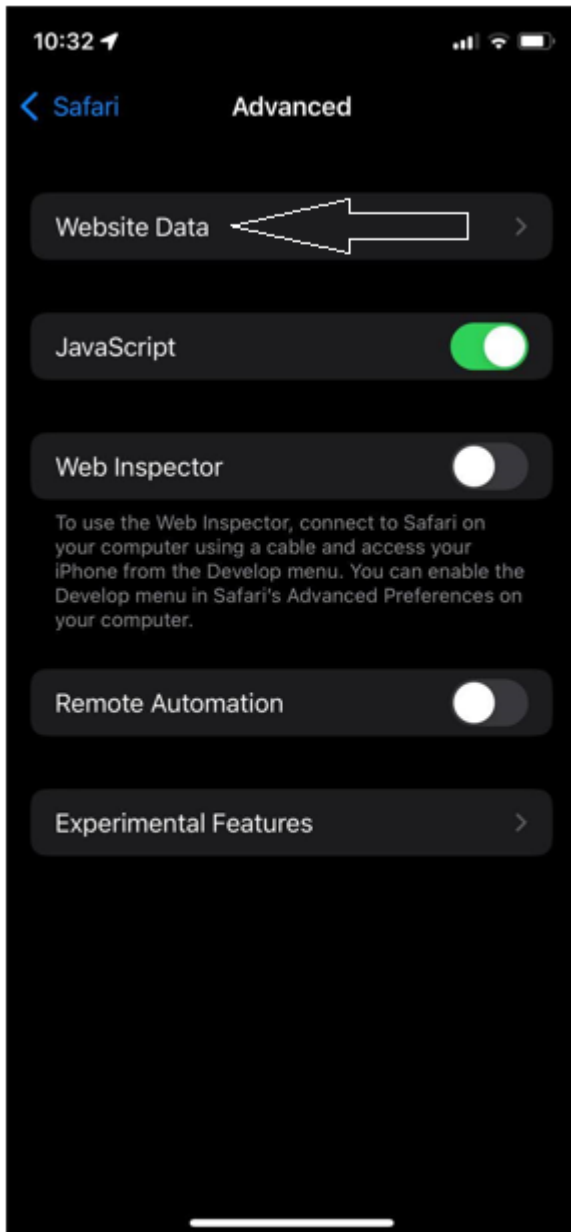 10:32
Safari
Advanced
Website Data
JavaScript
Web Inspector
To use the Web Inspector, connect to Safari on
your computer using a cable and access your
iPhone from the Develop menu. You can enable the
Develop menu in Safari's Advanced Preferences on
your computer.
Remote Automation
Experimental Features